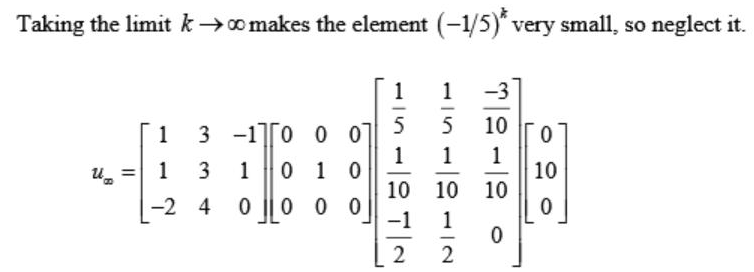 Taking the limit k→∞ makes the element (−1/5)^k very small, so neglect it.
u_∞ = [1 3 −1; 1 3 1; −2 4 0] [0 0 0; 0 1 0; 0 0 0] [1/5 1/5 −3/10; 1/10 1/10 1/10; −1/2 1/2 0] [0; 10; 0]